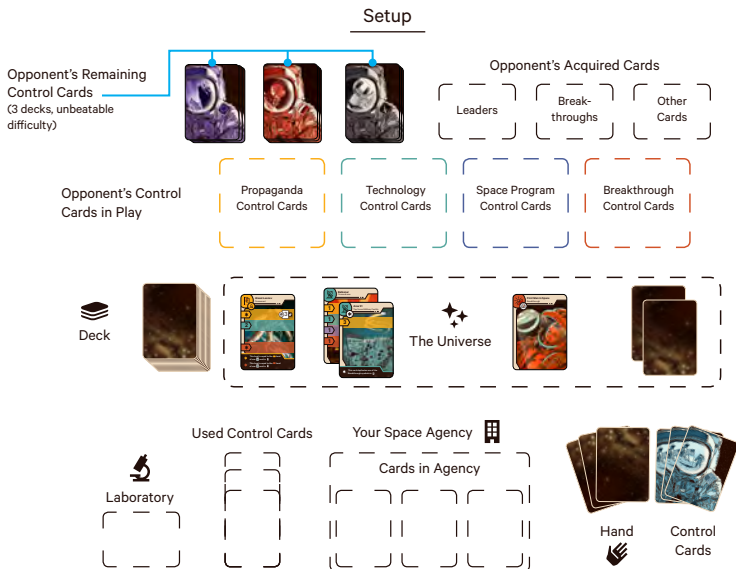 Setup
Opponent's Remaining
Control Cards
(3 decks, unbeatable
difficulty)
Opponent's Acquired Cards
Leaders
Break-
throughs
Other
Cards
Opponent's Control
Cards in Play
Propaganda
Control Cards
Technology
Control Cards
Space Program
Control Cards
Breakthrough
Control Cards
Deck
The Universe
Used Control Cards
Your Space Agency
Cards in Agency
Laboratory
Hand
Control
Cards